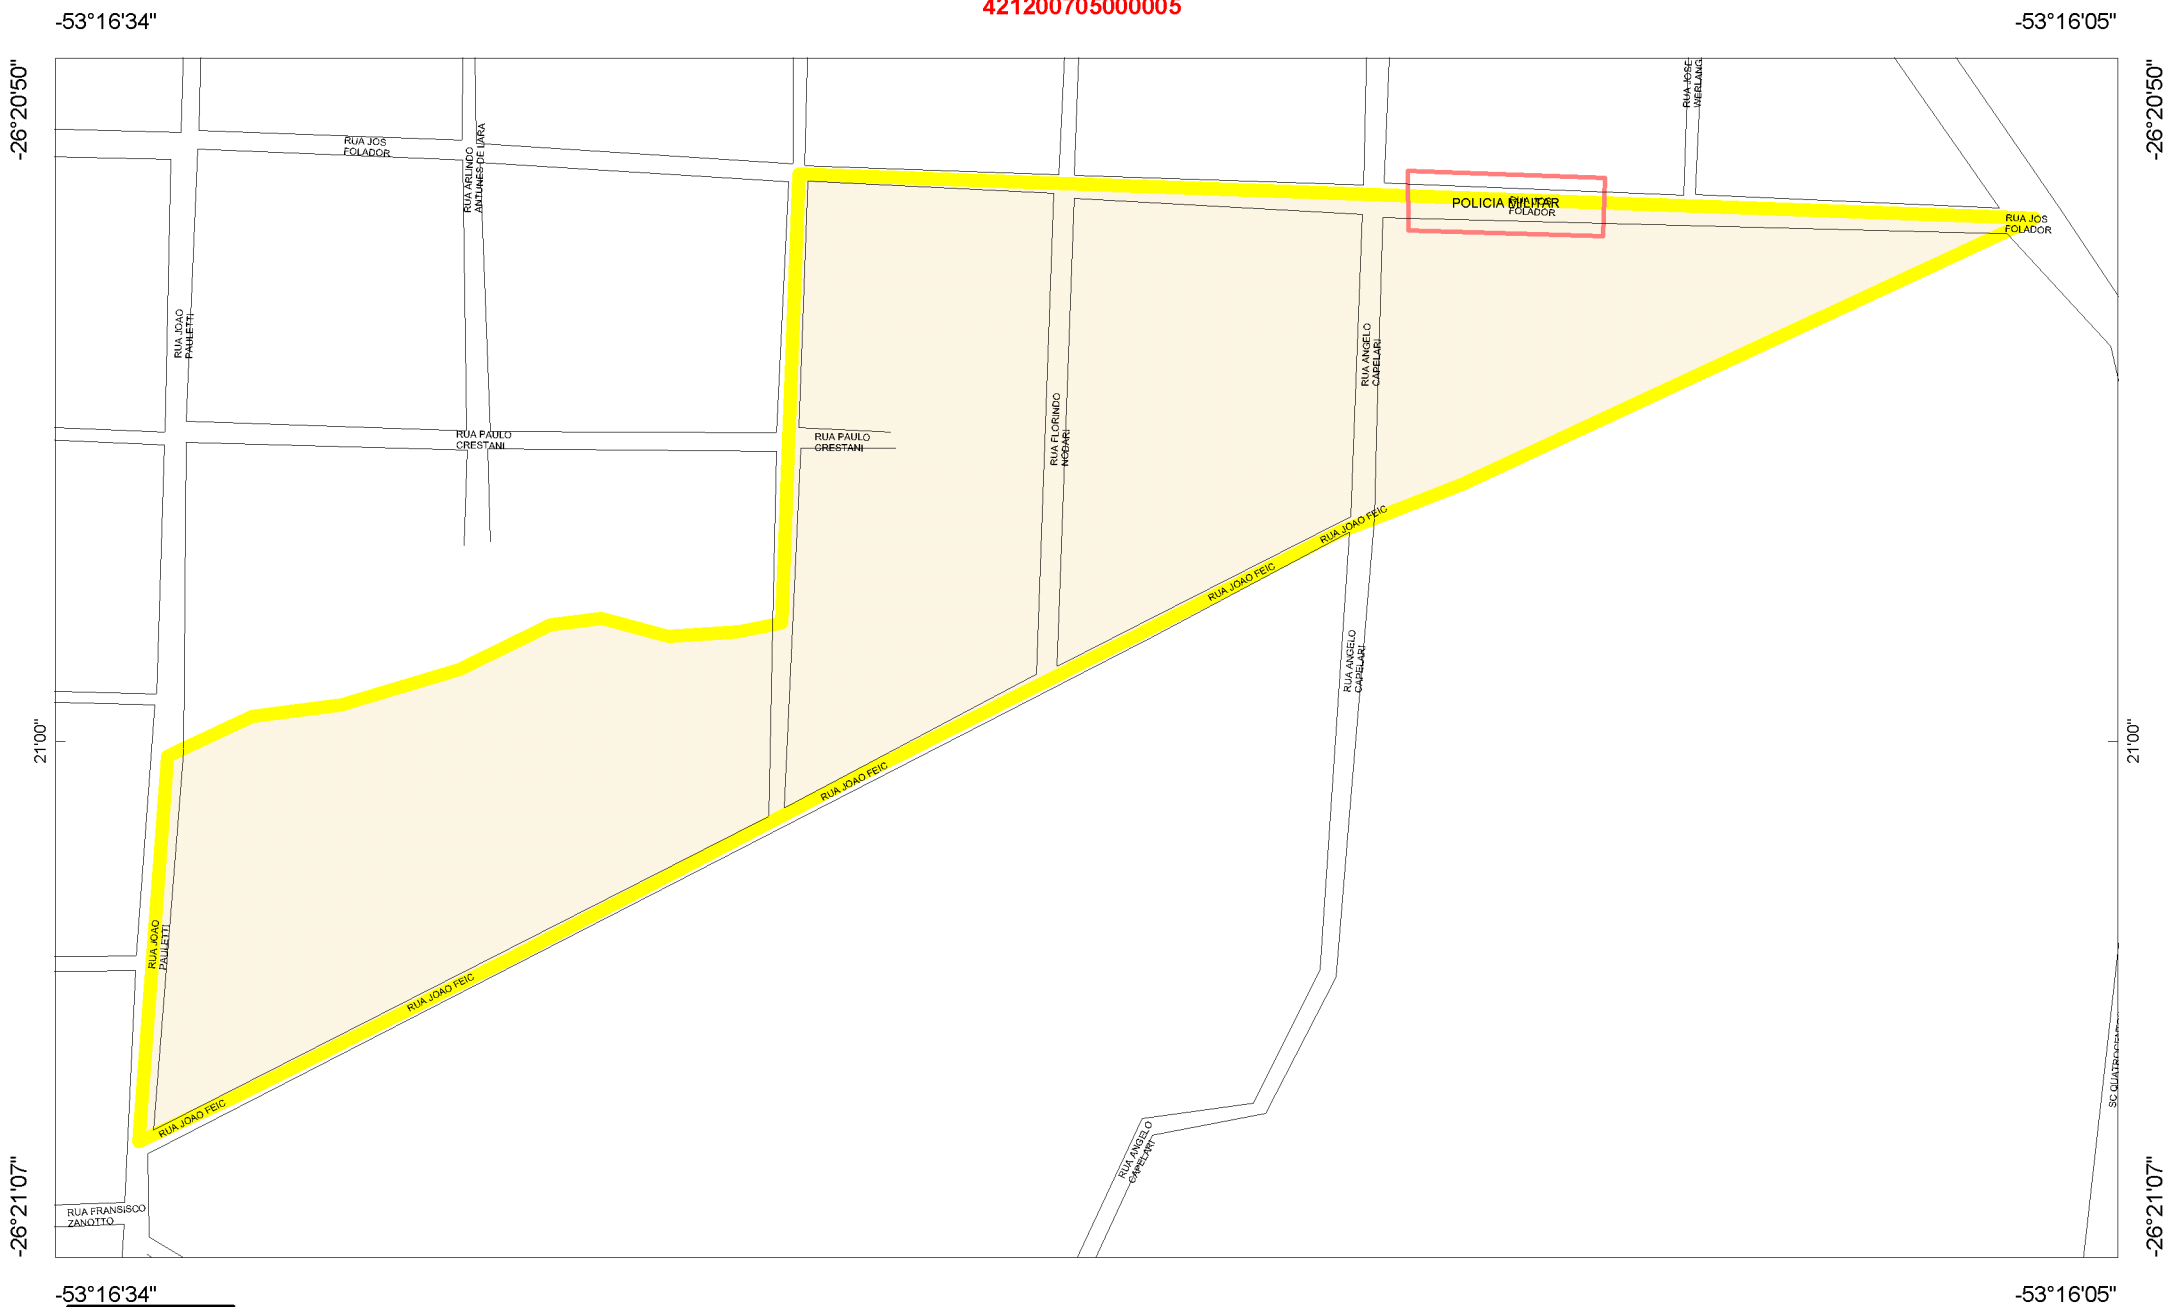 421200705000005
-53°16'34"
-53°16'05"
-26°20'50"
-26°20'50"
RUA JOSE
WERLANG
RUA JOS
FOLADOR
RUA ARLINDO
ANTUNES DE LARA
POLICIA MILITAR
RUA JOS
FOLADOR
RUA JOS
FOLADOR
RUA JOAO
PAULETTI
RUA ANGELO
CAPELARI
RUA PAULO
CRESTANI
RUA PAULO
CRESTANI
RUA FLORINDO
NODARI
RUA JOAO FEIC
RUA JOAO FEIC
RUA ANGELO
CAPELARI
21'00"
21'00"
RUA JOAO FEIC
RUA JOAO
PAULETTI
RUA JOAO FEIC
RUA JOAO FEIC
RUA ANGELO
CAPELARI
RUA FRANSISCO
ZANOTTO
-26°21'07"
-26°21'07"
-53°16'34"
-53°16'05"